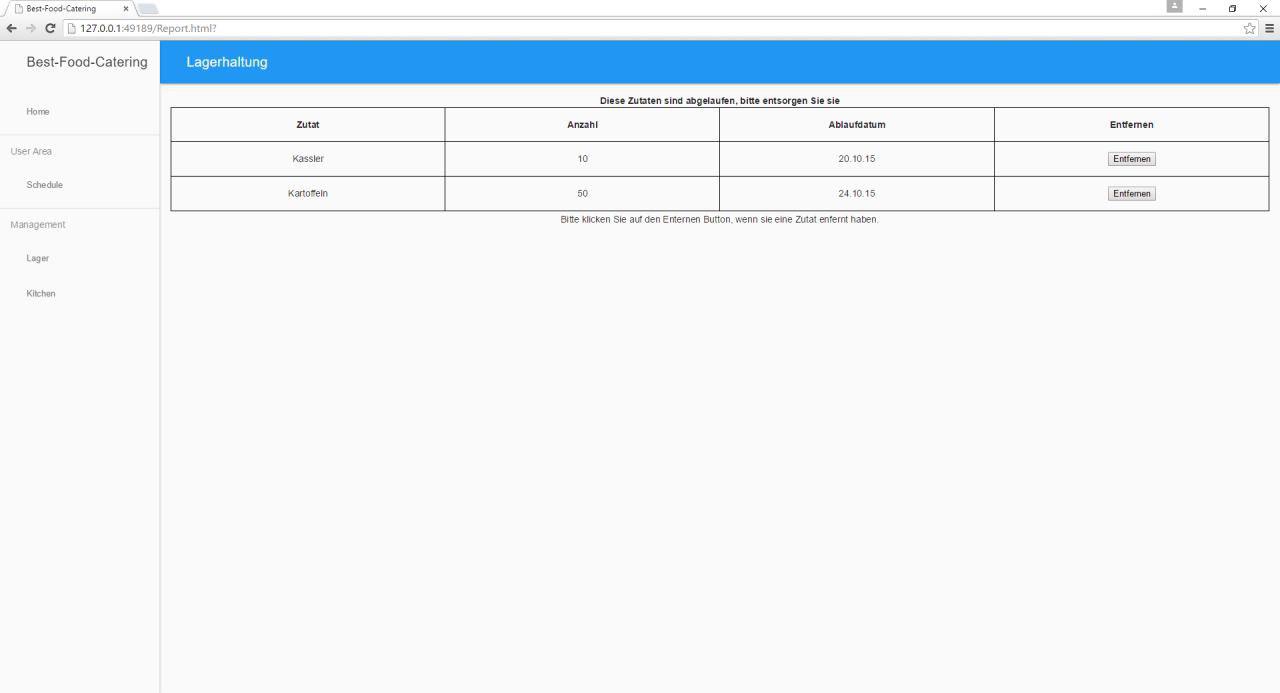 Best-Food-Catering
127.0.0.1:49189/Report.html?
Best-Food-Catering
Lagerhaltung
Home
User Area
Schedule
Management
Lager
Kitchen
Diese Zutaten sind abgelaufen, bitte entsorgen Sie sie
Zutat Anzahl Ablaufdatum Entfernen
Kassler 10 20.10.15 Entfernen
Kartoffeln 50 24.10.15 Entfernen
Bitte klicken Sie auf den Enternen Button, wenn sie eine Zutat enfernt haben.